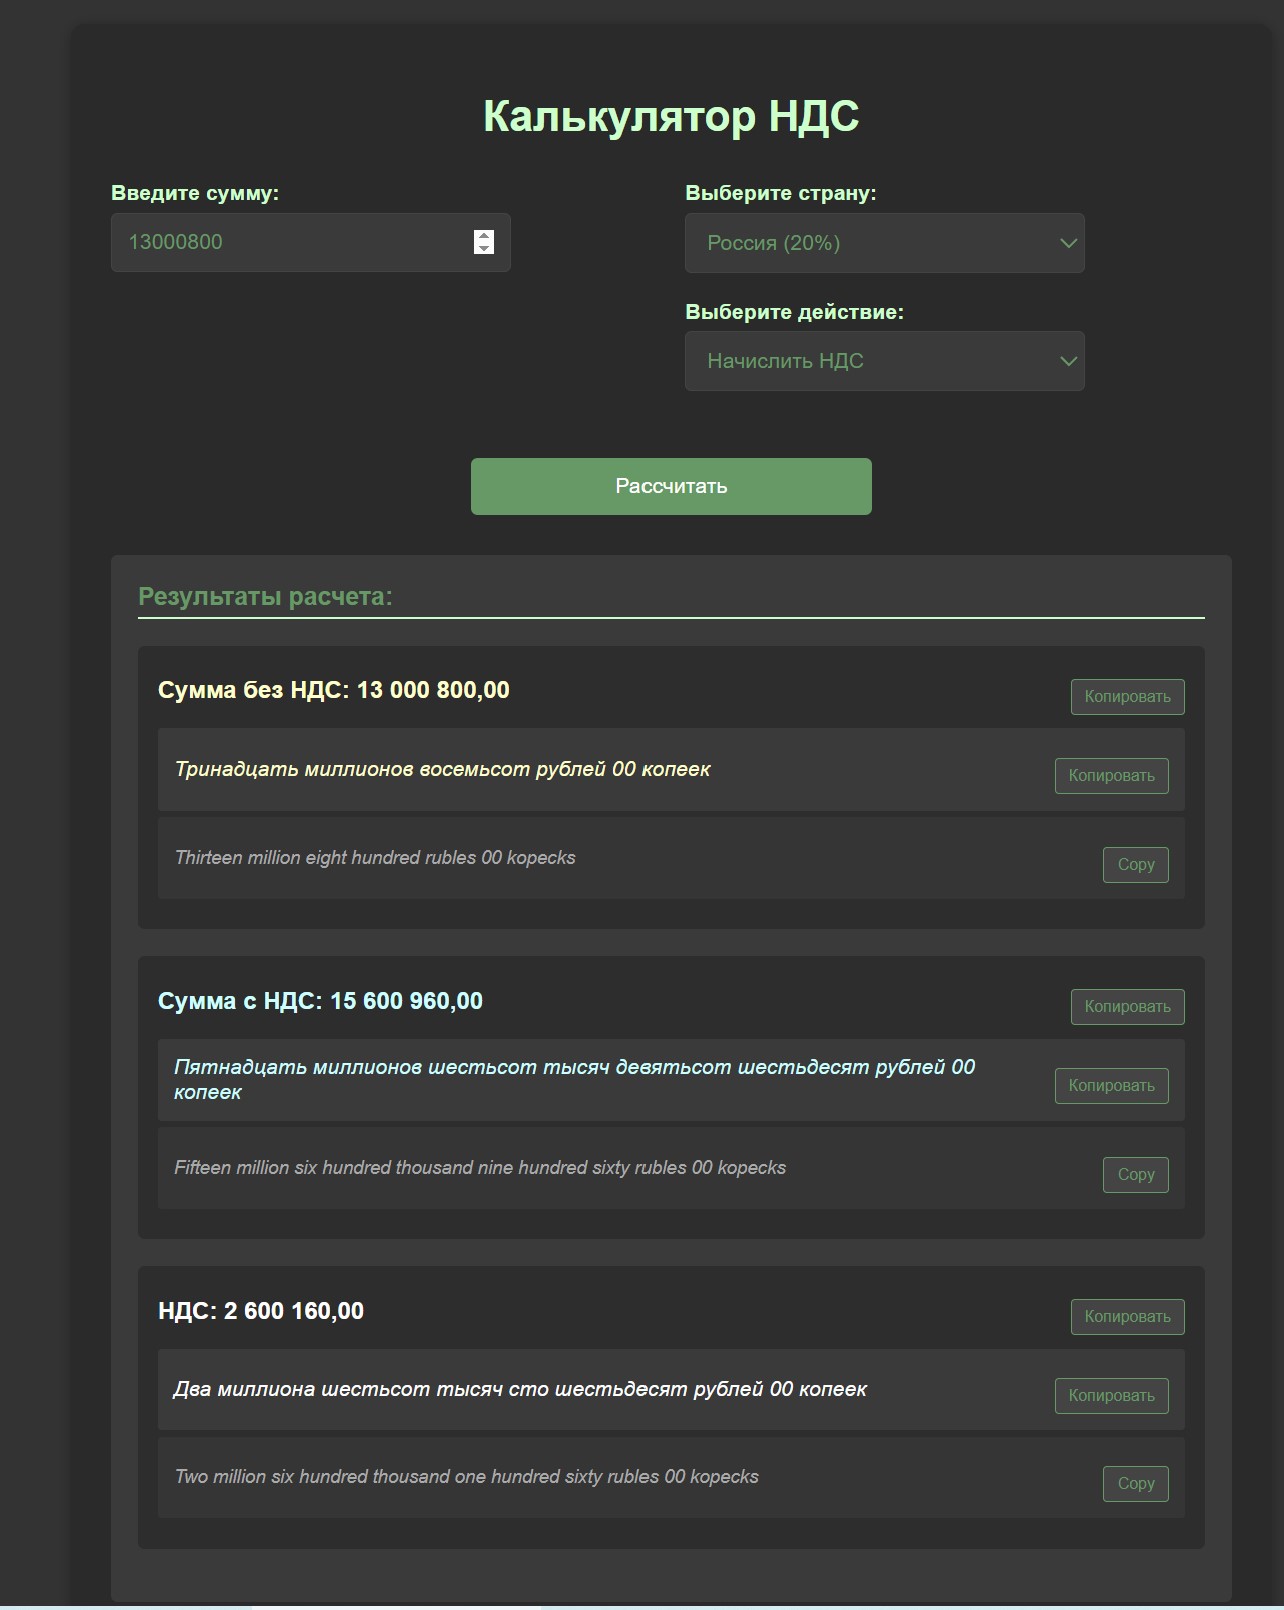 Калькулятор НДС
Введите сумму:
13000800
Выберите страну:
Россия (20%)
Выберите действие:
Начислить НДС
Рассчитать
Результаты расчета:
Сумма без НДС: 13 000 800,00
Копировать
Тринадцать миллионов восемьсот рублей 00 копеек
Копировать
Thirteen million eight hundred rubles 00 kopecks
Copy
Сумма с НДС: 15 600 960,00
Копировать
Пятнадцать миллионов шестьсот тысяч девятьсот шестьдесят рублей 00
копеек
Копировать
Fifteen million six hundred thousand nine hundred sixty rubles 00 kopecks
Copy
НДС: 2 600 160,00
Копировать
Два миллиона шестьсот тысяч сто шестьдесят рублей 00 копеек
Копировать
Two million six hundred thousand one hundred sixty rubles 00 kopecks
Copy